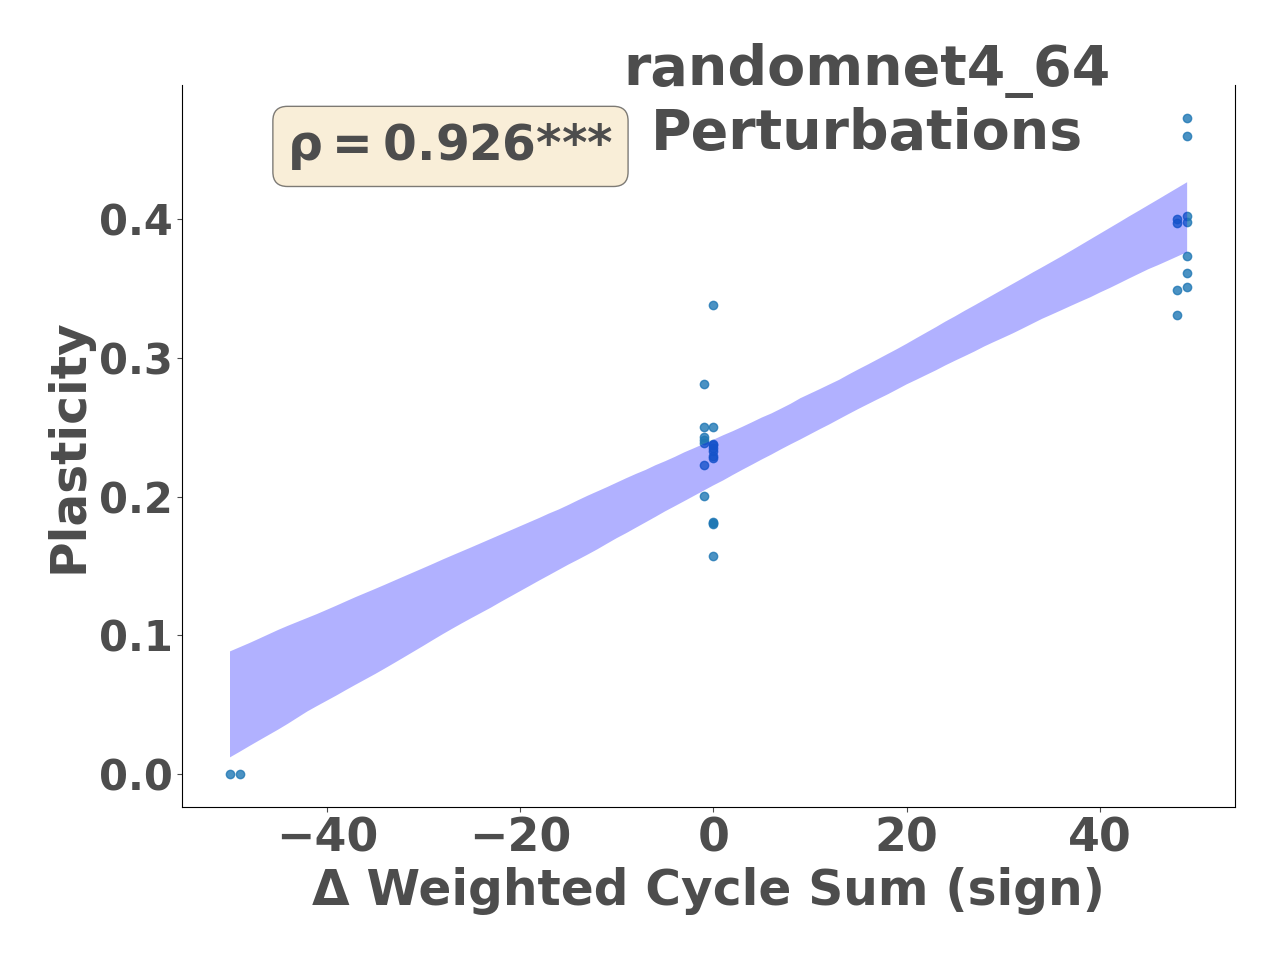 randomnet4_64
Perturbations
ρ = 0.926***
Plasticity
0.4
0.3
0.2
0.1
0.0
−40 −20 0 20 40
Δ Weighted Cycle Sum (sign)